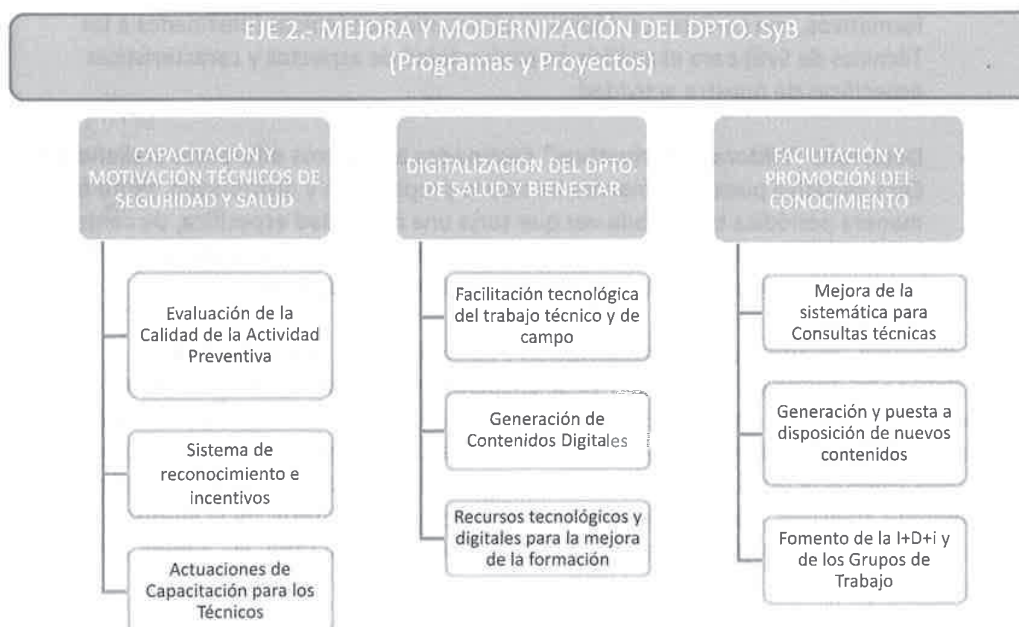 EJE 2.- MEJORA Y MODERNIZACIÓN DEL DPTO. SyB
(Programas y Proyectos)
CAPACITACIÓN Y
MOTIVACIÓN TÉCNICOS DE
SEGURIDAD Y SALUD
Evaluación de la
Calidad de la Actividad
Preventiva
Sistema de
reconocimiento e
incentivos
Actuaciones de
Capacitación para los
Técnicos
DIGITALIZACIÓN DEL DPTO.
DE SALUD Y BIENESTAR
Facilitación tecnológica
del trabajo técnico y de
campo
Generación de
Contenidos Digitales
Recursos tecnológicos y
digitales para la mejora
de la formación
FACILITACIÓN Y
PROMOCIÓN DEL
CONOCIMIENTO
Mejora de la
sistemática para
Consultas técnicas
Generación y puesta a
disposición de nuevos
contenidos
Fomento de la I+D+i y
de los Grupos de
Trabajo